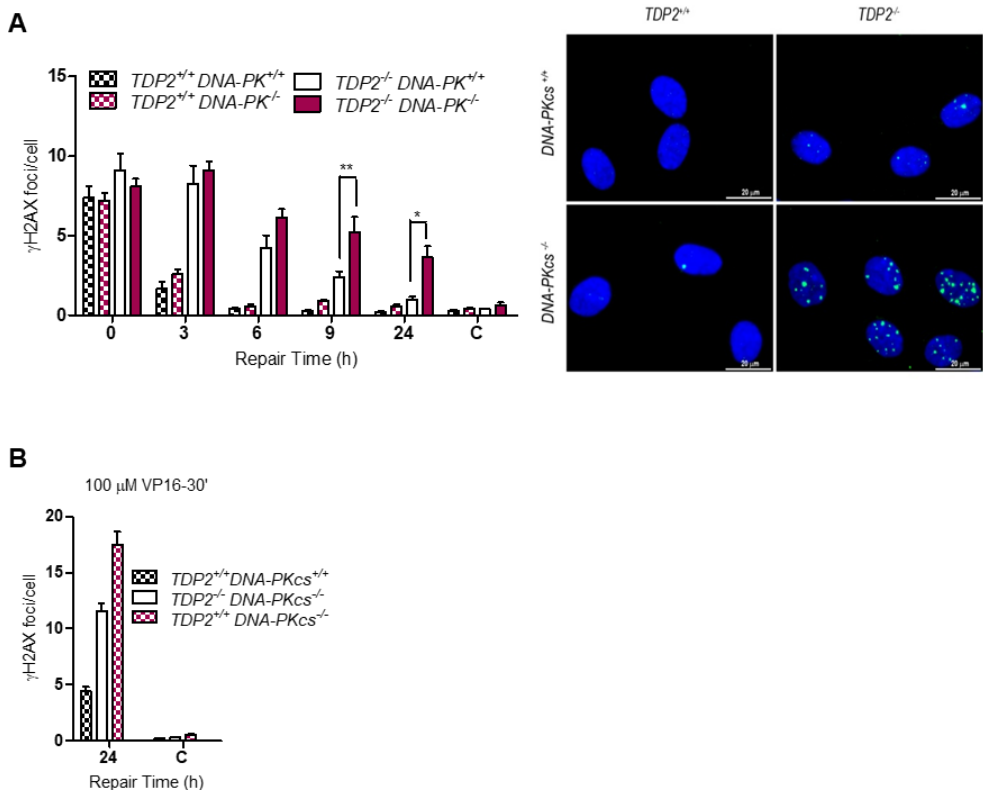 A
TDP2+/+ TDP2-/-
15
TDP2+/+ DNA-PK+/+ TDP2-/- DNA-PK+/+
TDP2+/+ DNA-PK-/- TDP2-/- DNA-PK-/-
γH2AX foci/cell
10
**
5
*
0
0 3 6 9 24 C
Repair Time (h)
DNA-PKcs +/+
20 μm 20 μm
DNA-PKcs -/-
20 μm 20 μm
B
100 μM VP16-30'
γH2AX foci/cell
20
15
TDP2+/+DNA-PKcs+/+
TDP2-/- DNA-PKcs-/-
TDP2+/+ DNA-PKcs-/-
10
5
0
24 C
Repair Time (h)